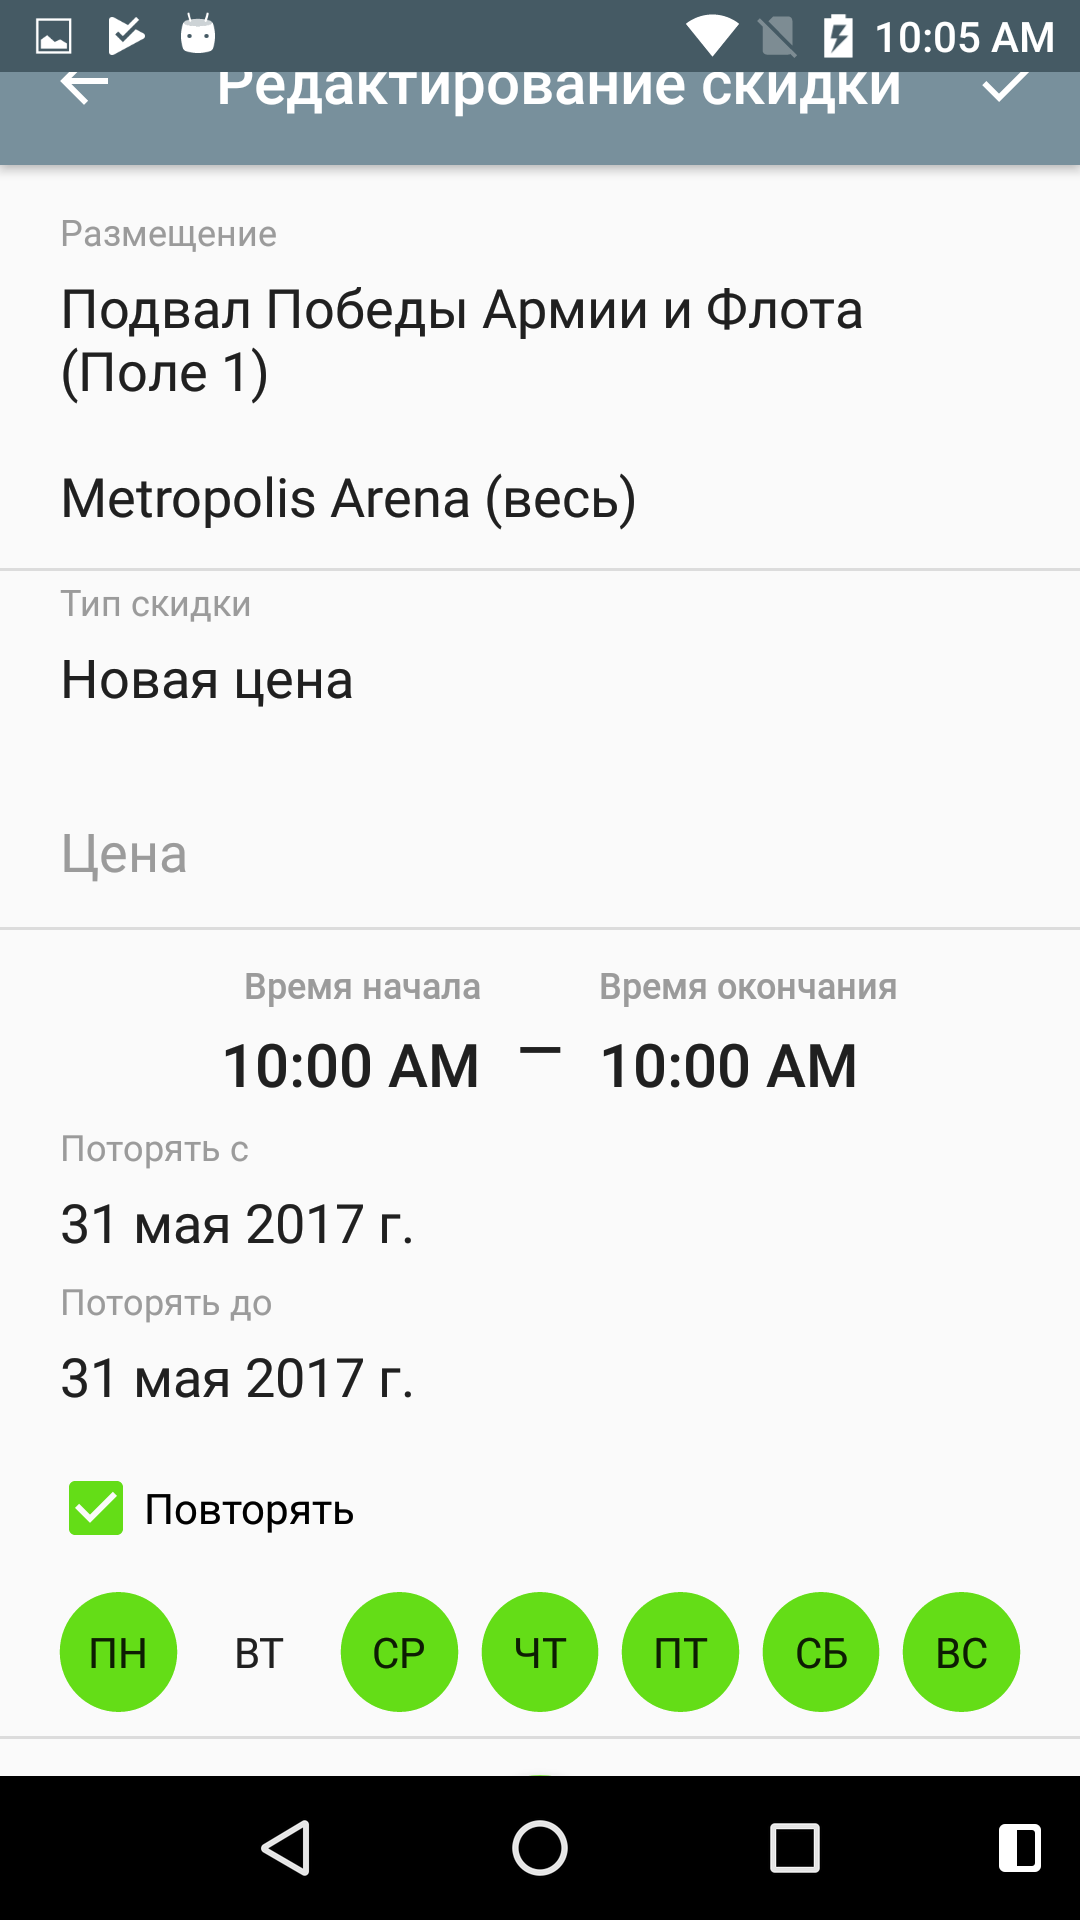 10:05 AM
Редактирование скидки
Размещение
Подвал Победы Армии и Флота
(Поле 1)
Metropolis Arena (весь)
Тип скидки
Новая цена
Цена
Время начала Время окончания
10:00 AM – 10:00 AM
Поторять с
31 мая 2017 г.
Поторять до
31 мая 2017 г.
Повторять
ПН ВТ СР ЧТ ПТ СБ ВС